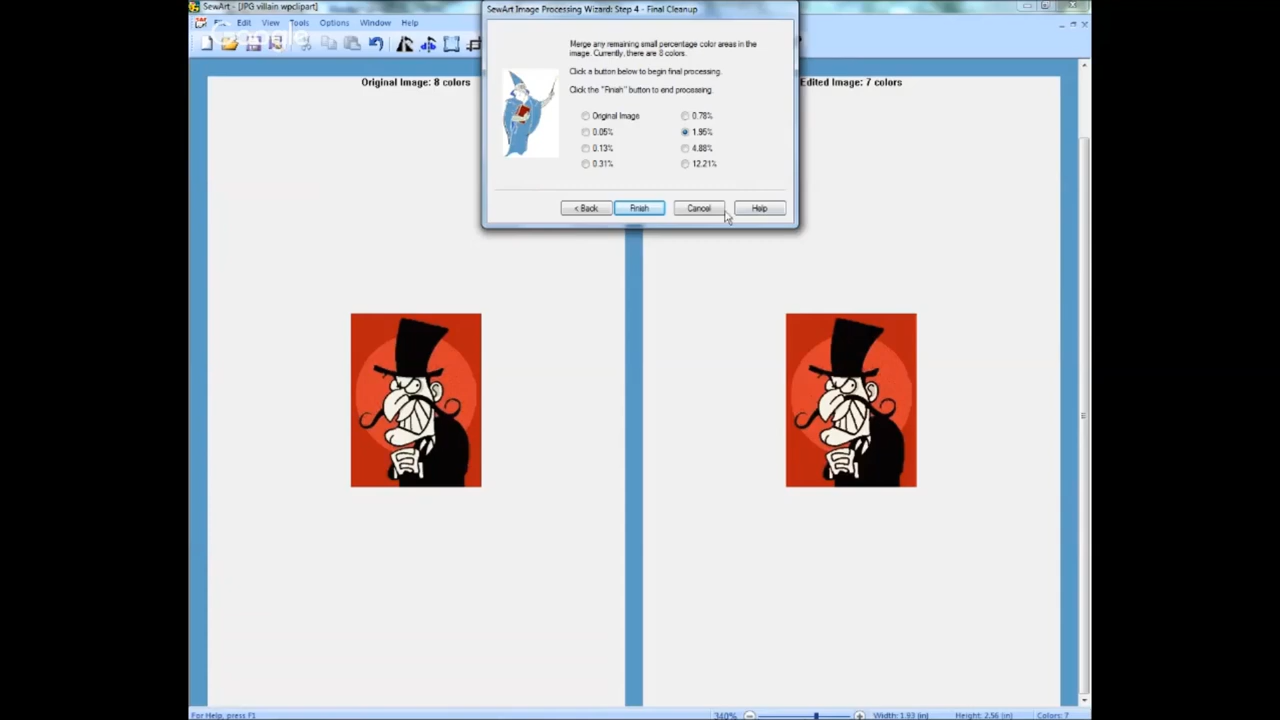 SewArt - [JPG villain wpclipart]
SewArt Image Processing Wizard: Step 4 - Final Cleanup
Edit View Tools Options Window Help
Google
Merge any remaining small percentage color areas in the
image. Currently, there are 8 colors.
Click a button below to begin final processing.
Click the "Finish" button to end processing.
Original Image: 8 colors
Edited Image: 7 colors
Original Image 0.78%
0.05% 1.95%
0.13% 4.88%
0.31% 12.21%
< Back Finish Cancel Help
For Help, press F1
340% Width: 1.93 (in) Height: 2.56 (in) Colors: 7